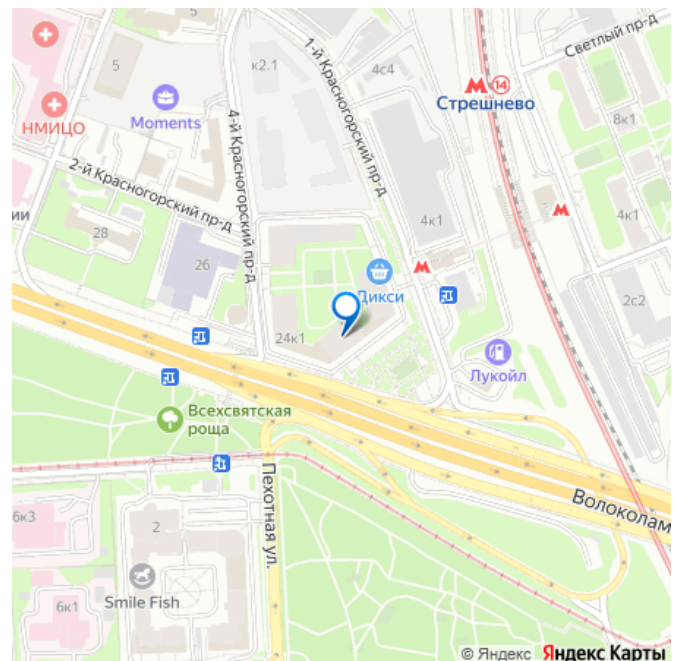 5
5
к2.1
4с4
1-й Красногорский пр-д
Светлый пр-д
14
Стрешнево
8к1
НМИЦО
Moments
4-й Красногорский пр-д
2-й Красногорский пр-д
ии
28
26
4к1
4к1
Дикси
2с2
24к1
Лукойл
Всехсвятская
роща
Пехотная ул.
Волоколам
6к3
2
Smile Fish
6к1
© Яндекс Яндекс Карты